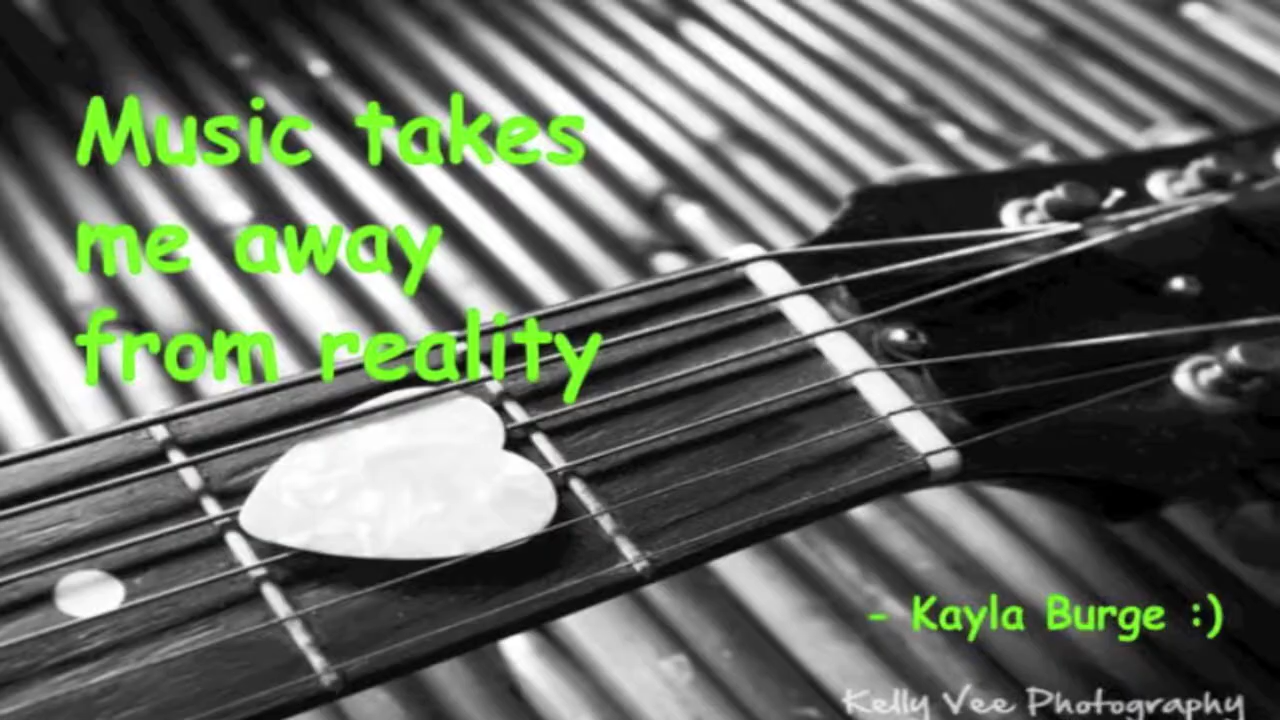 Music takes
me away
from reality
- Kayla Burge :)
Kelly Vee Photography